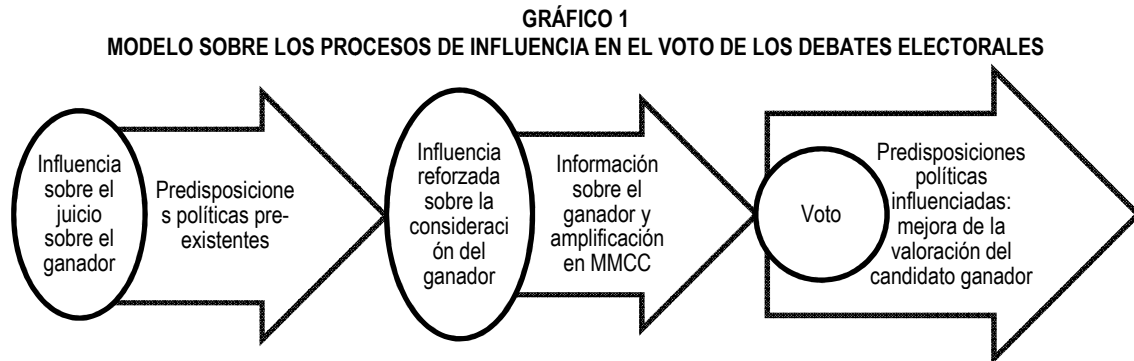 GRÁFICO 1
MODELO SOBRE LOS PROCESOS DE INFLUENCIA EN EL VOTO DE LOS DEBATES ELECTORALES
Influencia
sobre el
juicio
sobre el
ganador
Predisposicione
s políticas pre-
existentes
Influencia
reforzada
sobre la
consideraci
ón del
ganador
Información
sobre el
ganador y
amplificación
en MMCC
Voto
Predisposiciones
políticas
influenciadas:
mejora de la
valoración del
candidato ganador